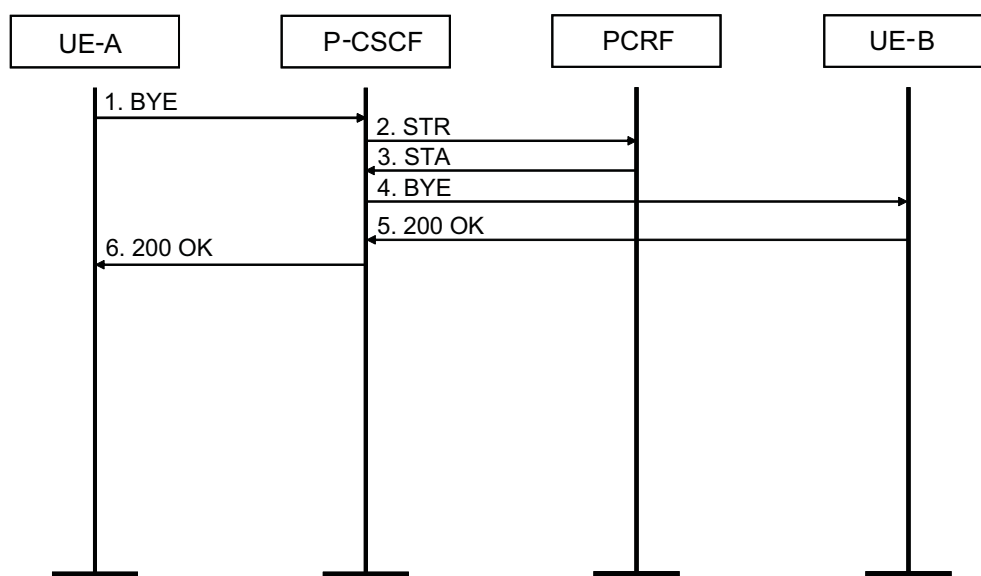 UE-A
P-CSCF
PCRF
UE-B
1. BYE
2. STR
3. STA
4. BYE
5. 200 OK
6. 200 OK